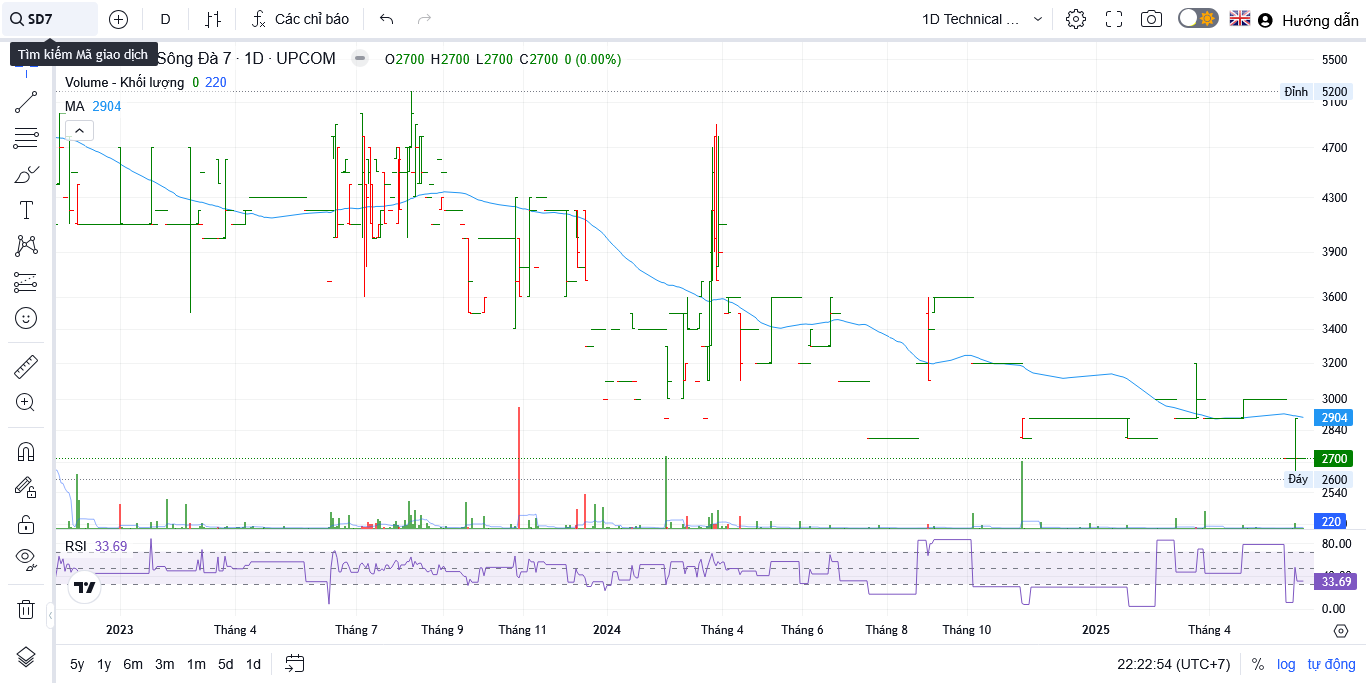 SD7
D
Các chỉ báo
1D Technical ...
Hướng dẫn
Tìm kiếm Mã giao dịch
Sông Đà 7 · 1D · UPCOM
O2700 H2700 L2700 C2700 0 (0.00%)
Volume - Khối lượng 0 220
MA 2904
5500
Đỉnh 5200
5100
4700
4300
3900
3600
3400
3200
3000
2904
2840
2700
Đáy 2600
2540
220
RSI 33.69
80.00
40.00
33.69
0.00
2023 Tháng 4 Tháng 7 Tháng 9 Tháng 11 2024 Tháng 4 Tháng 6 Tháng 8 Tháng 10 2025 Tháng 4
5y 1y 6m 3m 1m 5d 1d
22:22:54 (UTC+7) % log tự động